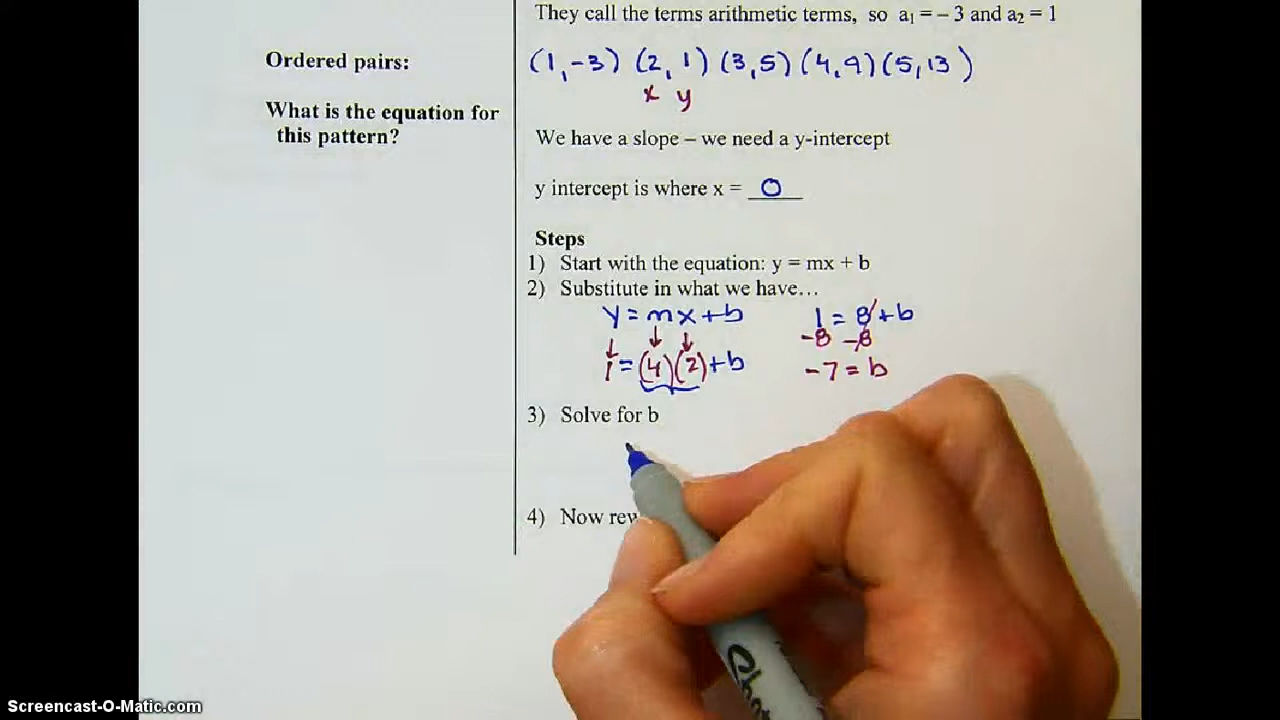 They call the terms arithmetic terms, so a₁ = – 3 and a₂ = 1
Ordered pairs:
(1,-3) (2, 1) (3,5) (4,9) (5,13)
x y
What is the equation for
this pattern?
We have a slope – we need a y-intercept
y intercept is where x = 0
Steps
1) Start with the equation: y = mx + b
2) Substitute in what we have…
y = mx + b
1 = (4)(2) + b
1 = 8 + b
-8 -8
-7 = b
3) Solve for b
4) Now
Screencast-O-Matic.com